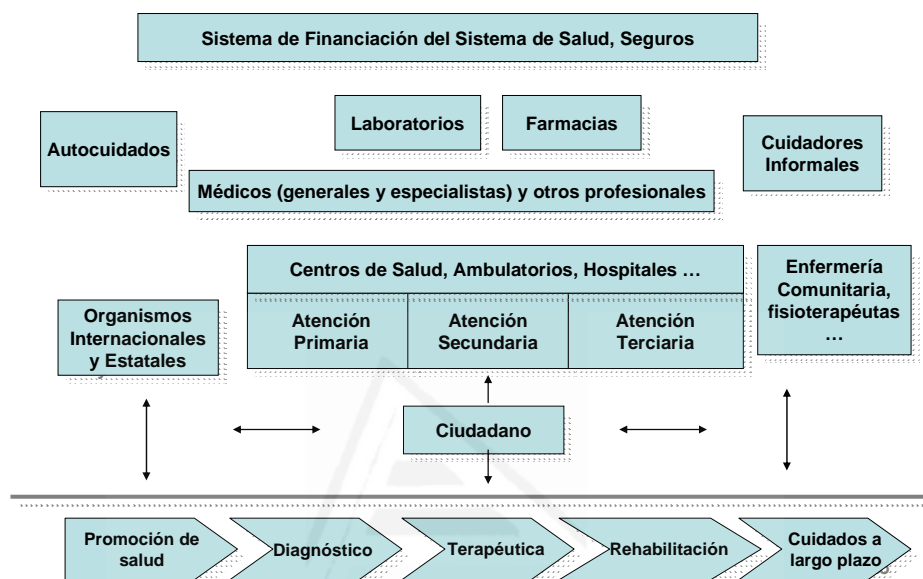 Sistema de Financiación del Sistema de Salud, Seguros
Laboratorios
Farmacias
Autocuidados
Cuidadores
Informales
Médicos (generales y especialistas) y otros profesionales
Centros de Salud, Ambulatorios, Hospitales ...
Enfermería
Comunitaria,
fisioterapéutas
...
Organismos
Internacionales
y Estatales
Atención
Primaria
Atención
Secundaria
Atención
Terciaria
Ciudadano
Promoción de
salud
Diagnóstico
Terapéutica
Rehabilitación
Cuidados a
largo plazo